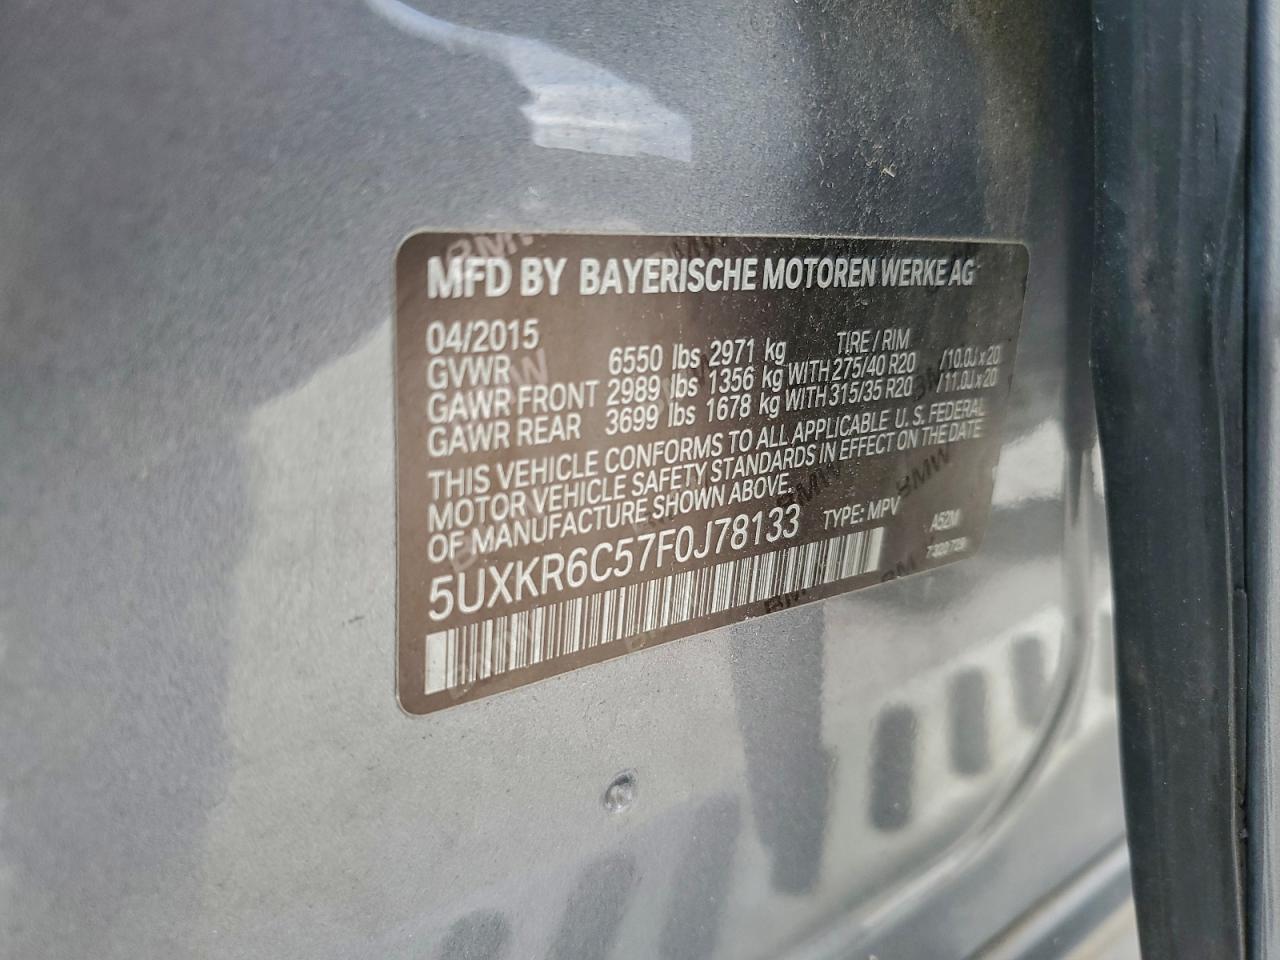 MFD BY BAYERISCHE MOTOREN WERKE AG
04/2015 TIRE / RIM
GVWR 6550 lbs 2971 kg
GAWR FRONT 2989 lbs 1356 kg WITH 275/40 R20 /10.0J x 20
GAWR REAR 3699 lbs 1678 kg WITH 315/35 R20 /11.0J x 20
THIS VEHICLE CONFORMS TO ALL APPLICABLE U. S. FEDERAL
MOTOR VEHICLE SAFETY STANDARDS IN EFFECT ON THE DATE
OF MANUFACTURE SHOWN ABOVE.
5UXKR6C57F0J78133 TYPE: MPV A52M